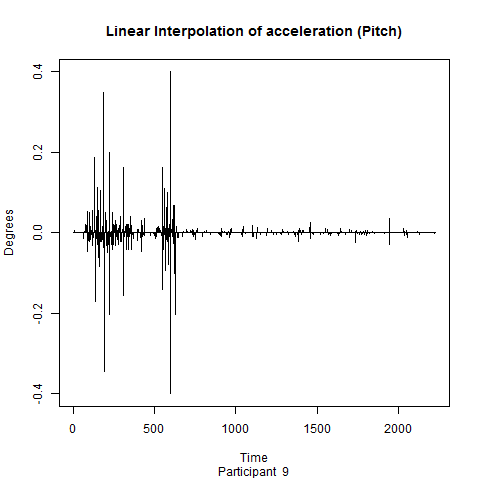 Linear Interpolation of acceleration (Pitch)
Degrees
0.4
0.2
0.0
-0.2
-0.4
0 500 1000 1500 2000
Time
Participant 9